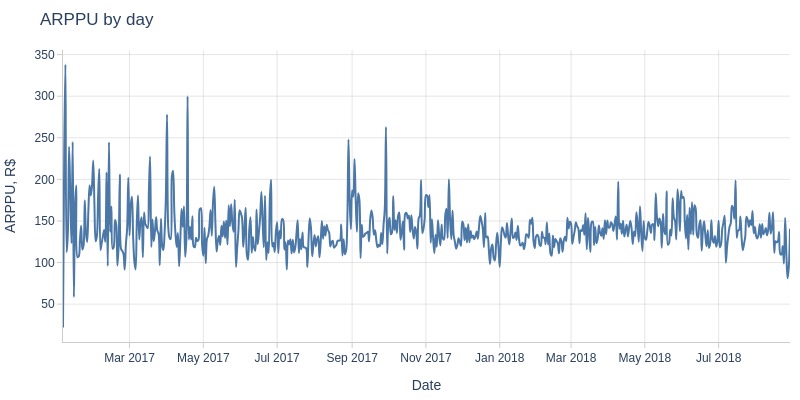 ARPPU by day
350
300
250
200
150
100
50
ARPPU, R$
Mar 2017
May 2017
Jul 2017
Sep 2017
Nov 2017
Jan 2018
Mar 2018
May 2018
Jul 2018
Date